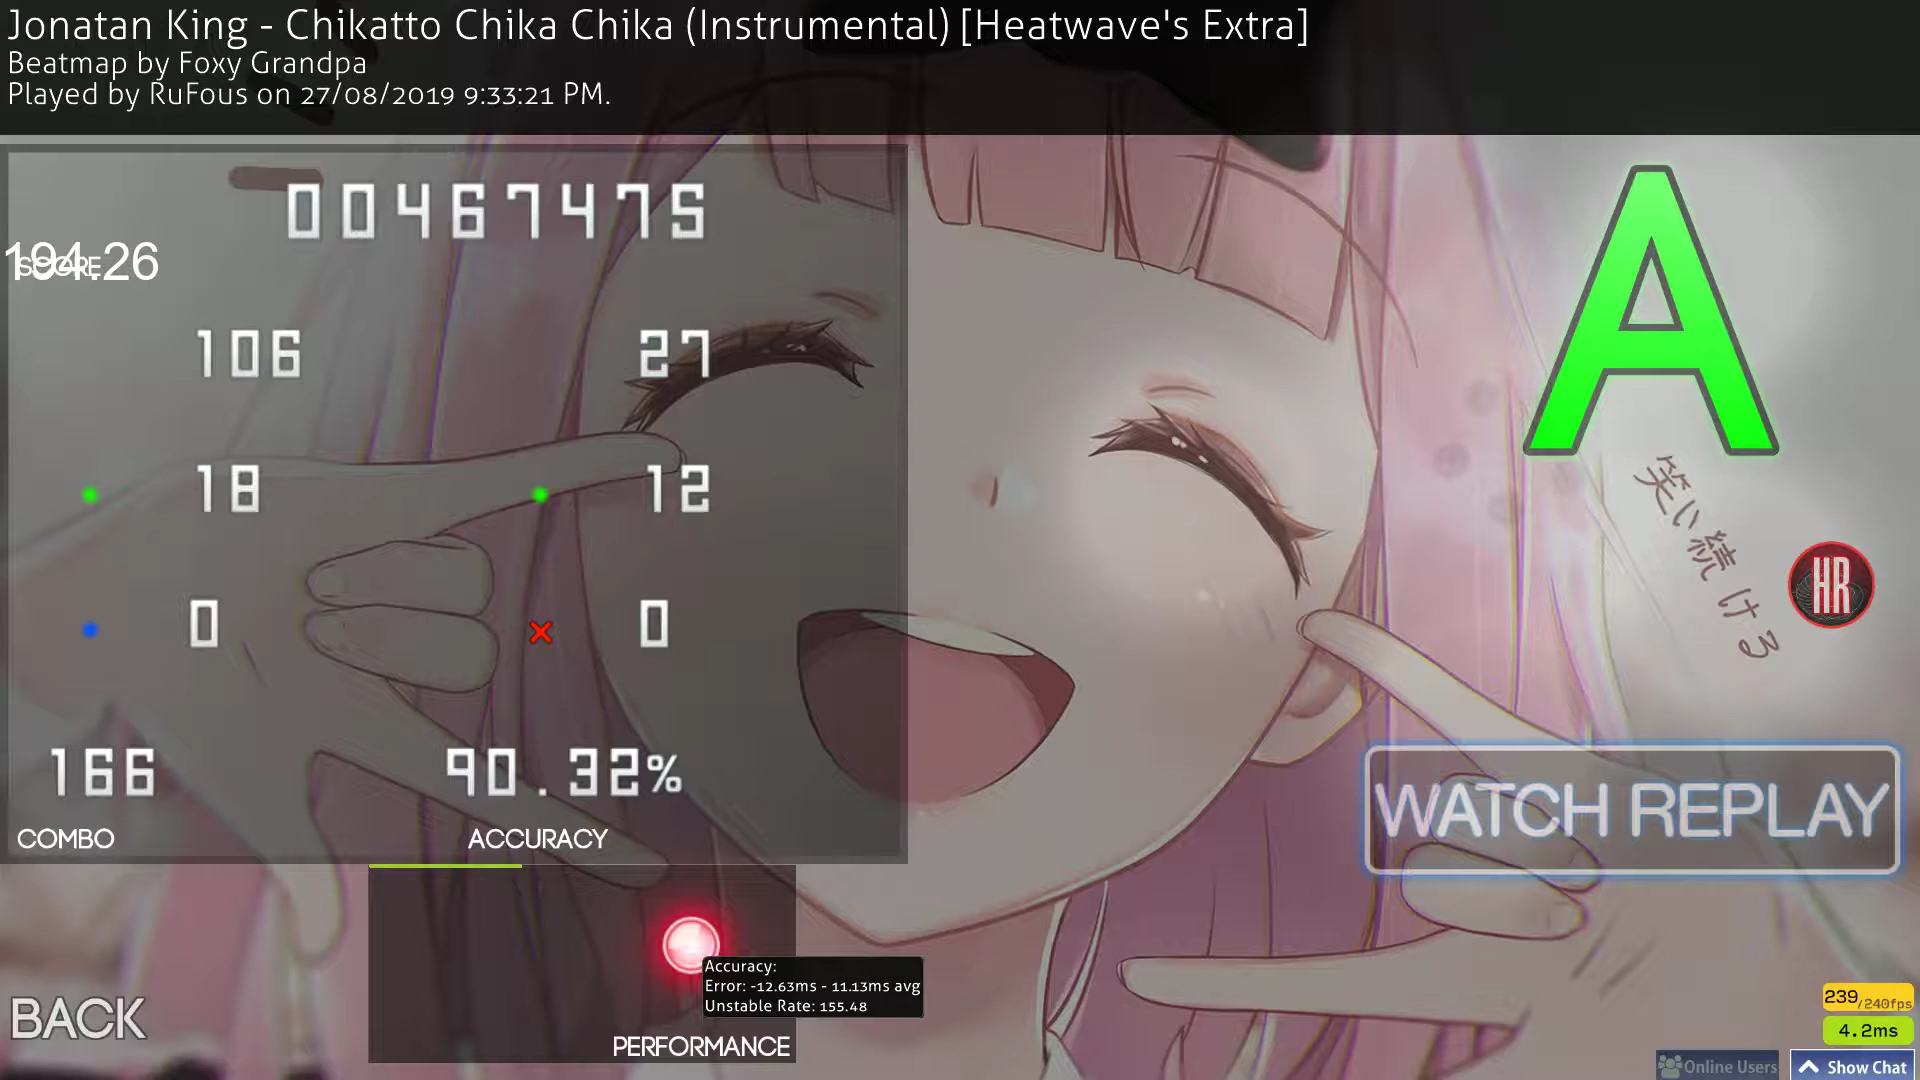 Jonatan King - Chikatto Chika Chika (Instrumental) [Heatwave's Extra]
Beatmap by Foxy Grandpa
Played by RuFous on 27/08/2019 9:33:21 PM.
00467475
194.26
SCORE
106 27
18 12
0 0
166 90.32%
COMBO ACCURACY
笑い続ける
HR
WATCH REPLAY
A
Accuracy:
Error: -12.63ms - 11.13ms avg
Unstable Rate: 155.48
PERFORMANCE
BACK
239/240fps
4.2ms
Online Users
Show Chat